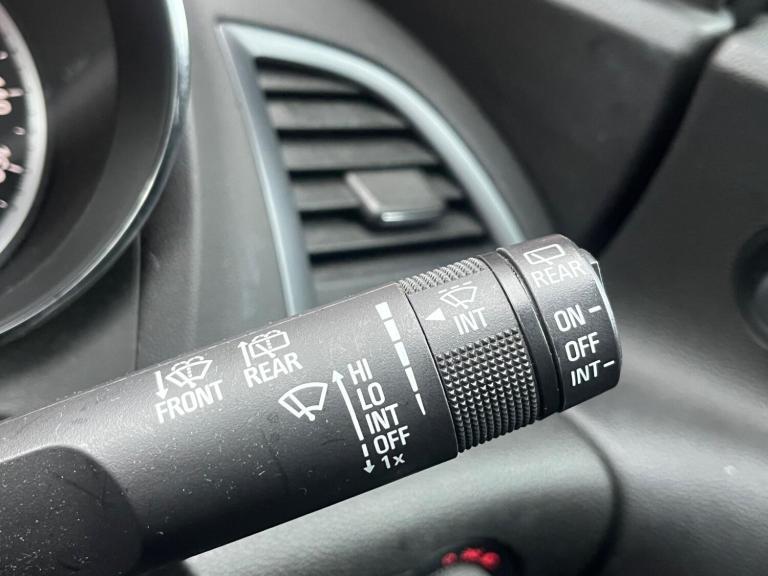 FRONT
REAR
HI
LO
INT
OFF
1x
INT
REAR
ON
OFF
INT